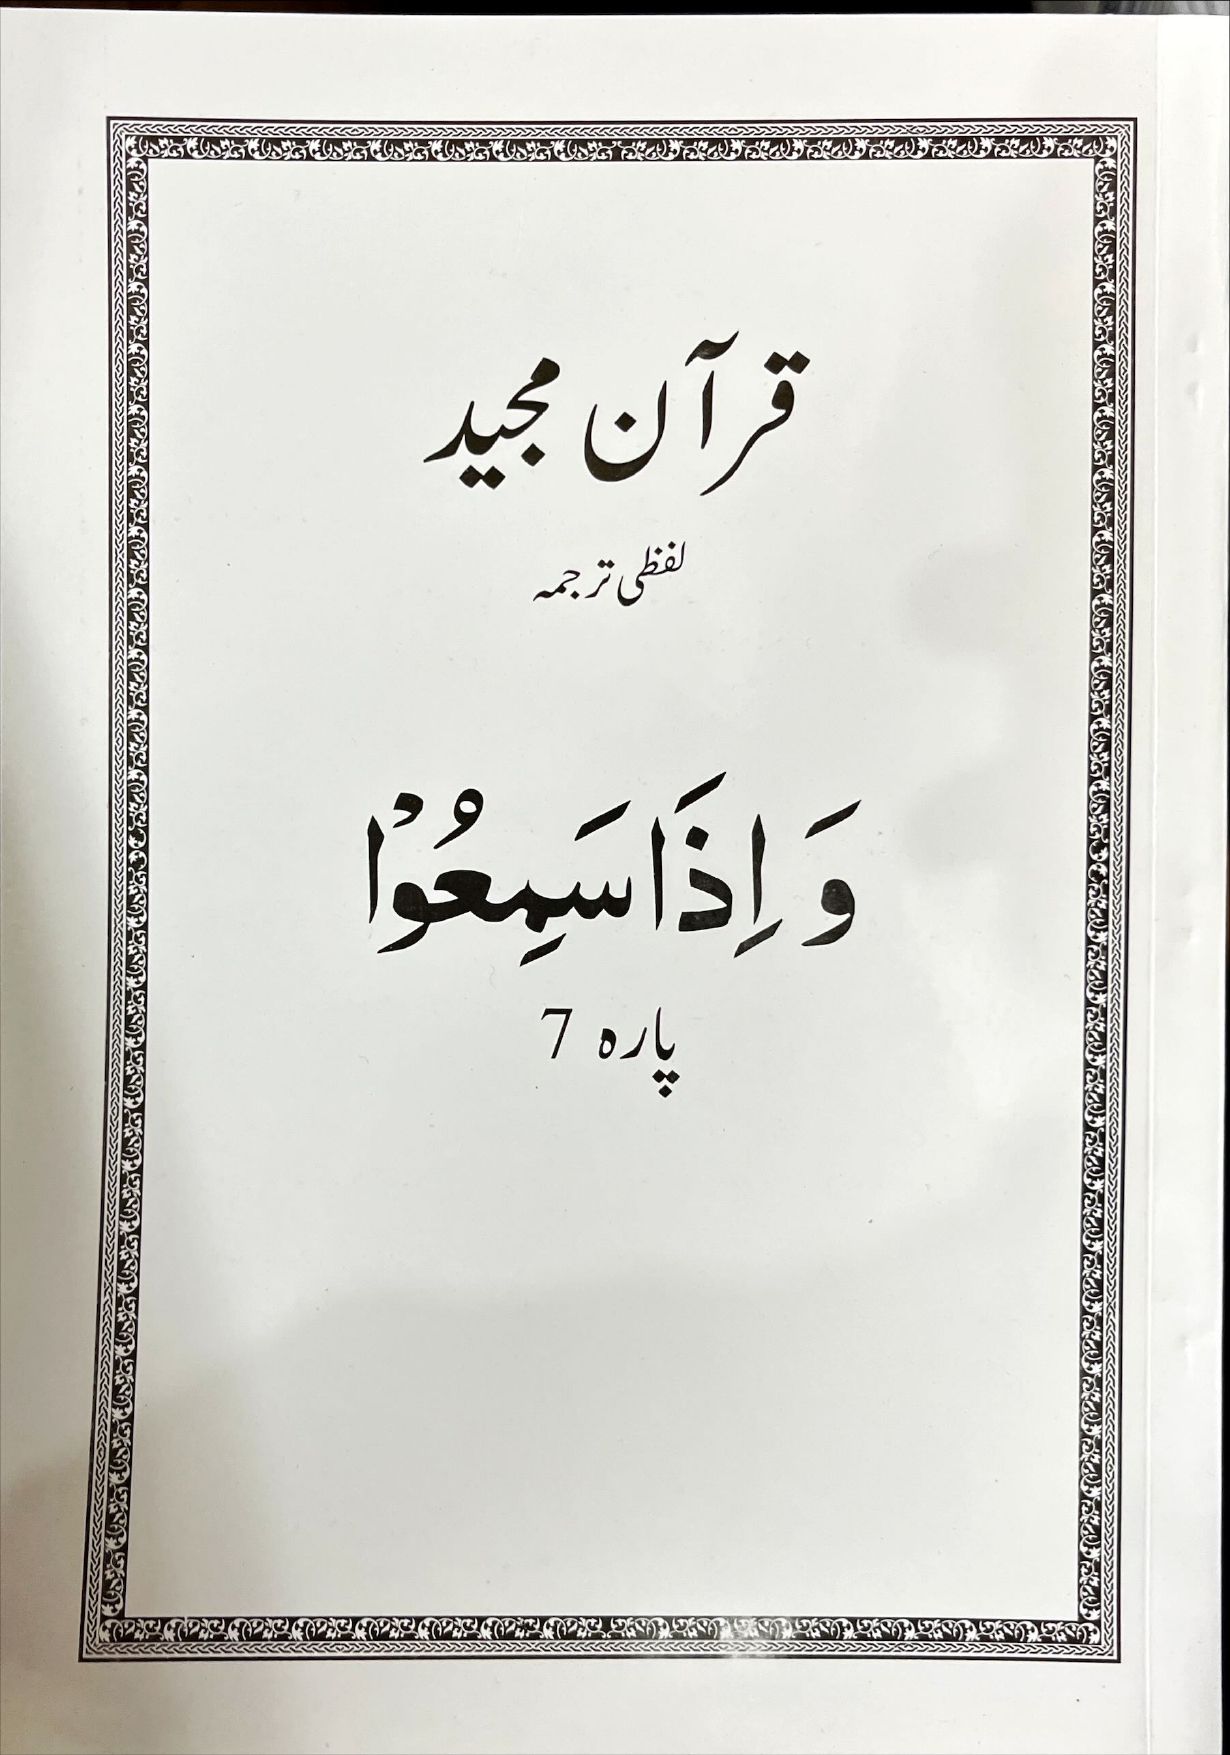 قرآن مجید
لفظی ترجمہ
وَ اِذَا سَمِعُوْا
پارہ 7